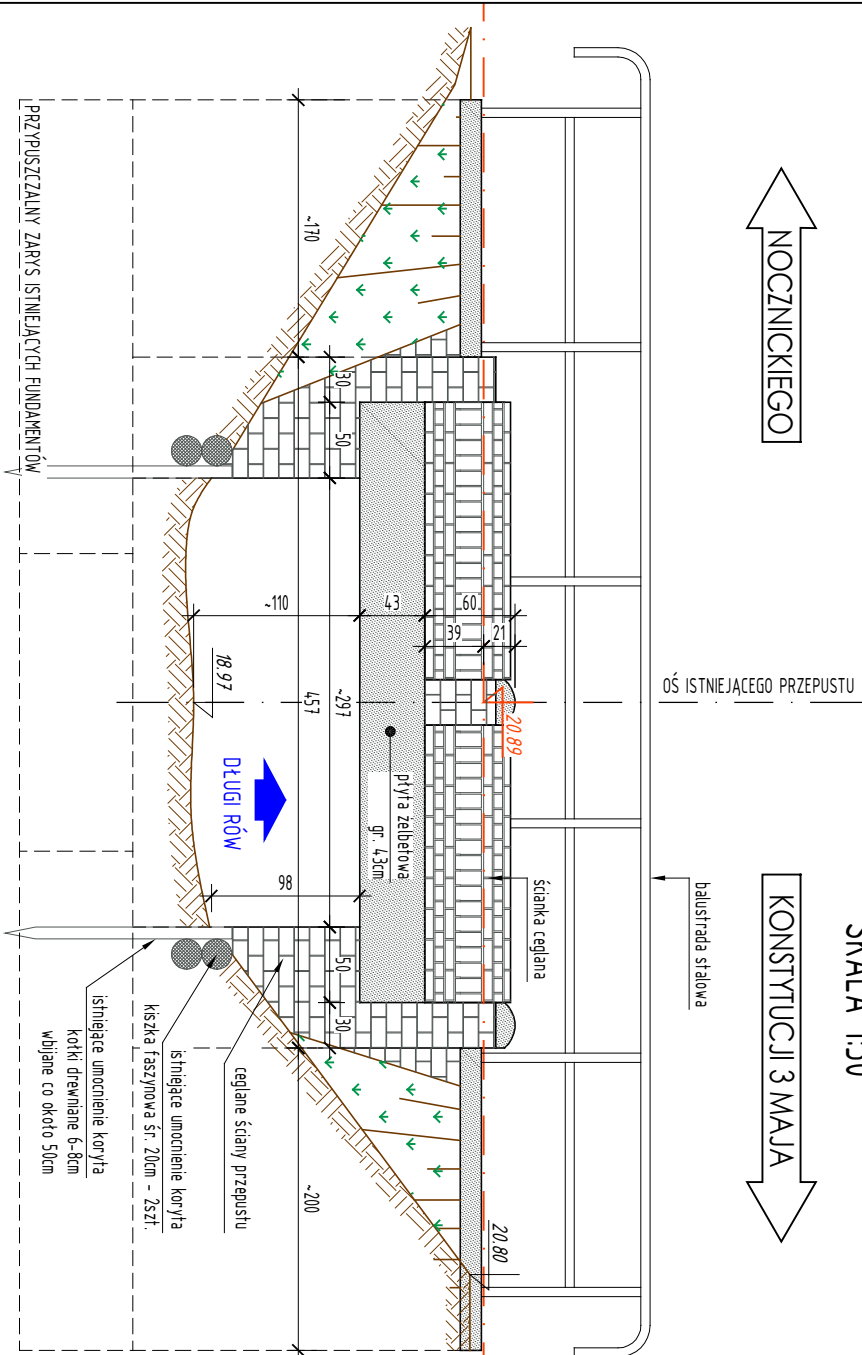 SKALA 1:50
NOCZNICKIEGO
KONSTYTUCJI 3 MAJA
OŚ ISTNIEJĄCEGO PRZEPUSTU
balustrada stalowa
ścianka ceglana
20.89
20.80
płyta żelbetowa
gr. 43cm
60
39
21
43
~110
98
18.97
DŁUGI RÓW
~170
30
50
~297
457
50
30
~200
ceglane ściany przepustu
istniejące umocnienie koryta
kiszka faszynowa śr. 20cm - 2szt.
istniejące umocnienie koryta
kołki drewniane 6-8cm
wbijane co około 50cm
PRZYPUSZCZALNY ZARYS ISTNIEJĄCYCH FUNDAMENTÓW